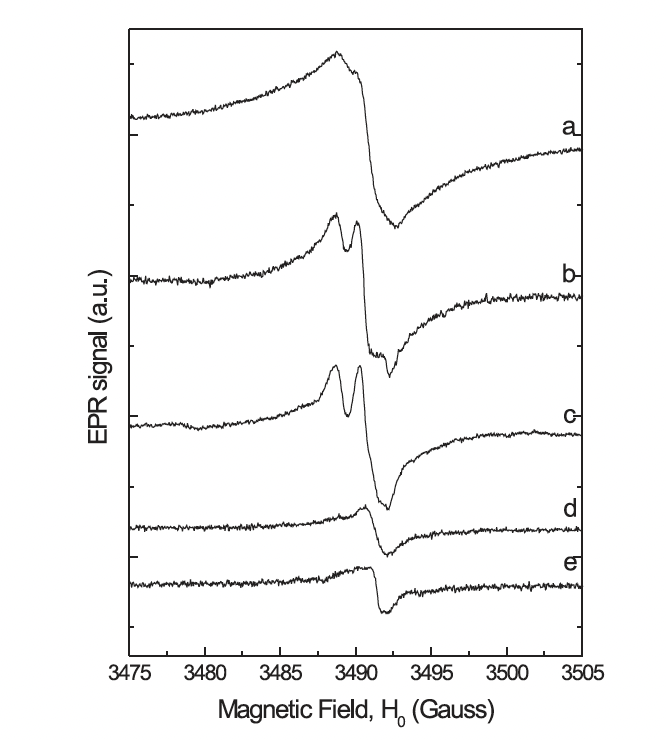 a
b
c
d
e
EPR signal (a.u.)
3475 3480 3485 3490 3495 3500 3505
Magnetic Field, H₀ (Gauss)